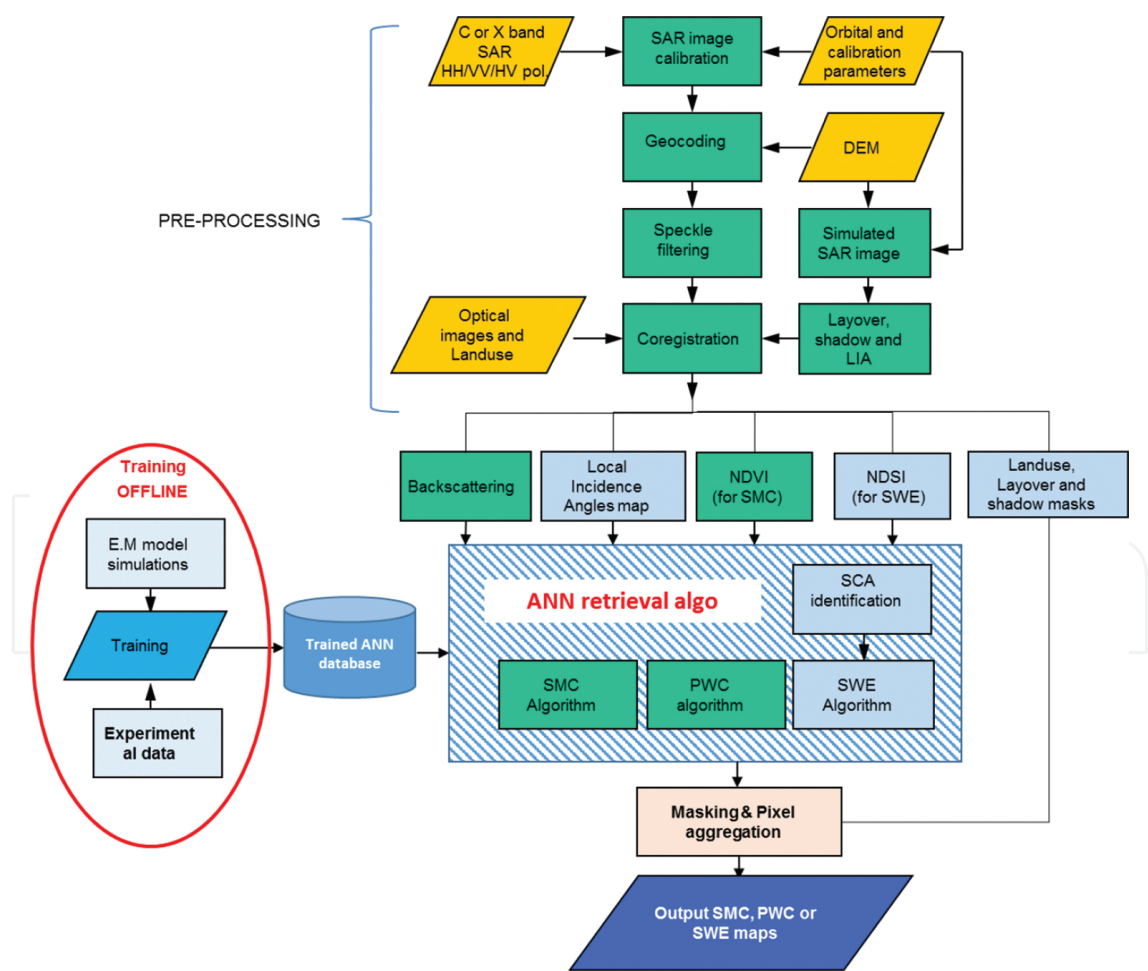 C or X band
SAR
HH/VV/HV pol.
SAR image
calibration
Orbital and
calibration
parameters
Geocoding
DEM
PRE-PROCESSING
Speckle
filtering
Simulated
SAR image
Optical
images and
Landuse
Coregistration
Layover,
shadow and
LIA
Training
OFFLINE
Backscattering
Local
Incidence
Angles map
NDVI
(for SMC)
NDSI
(for SWE)
Landuse,
Layover and
shadow masks
E.M model
simulations
ANN retrieval algo
SCA
identification
Training
Trained ANN
database
SMC
Algorithm
PWC
algorithm
SWE
Algorithm
Experiment
al data
Masking & Pixel
aggregation
Output SMC, PWC or
SWE maps